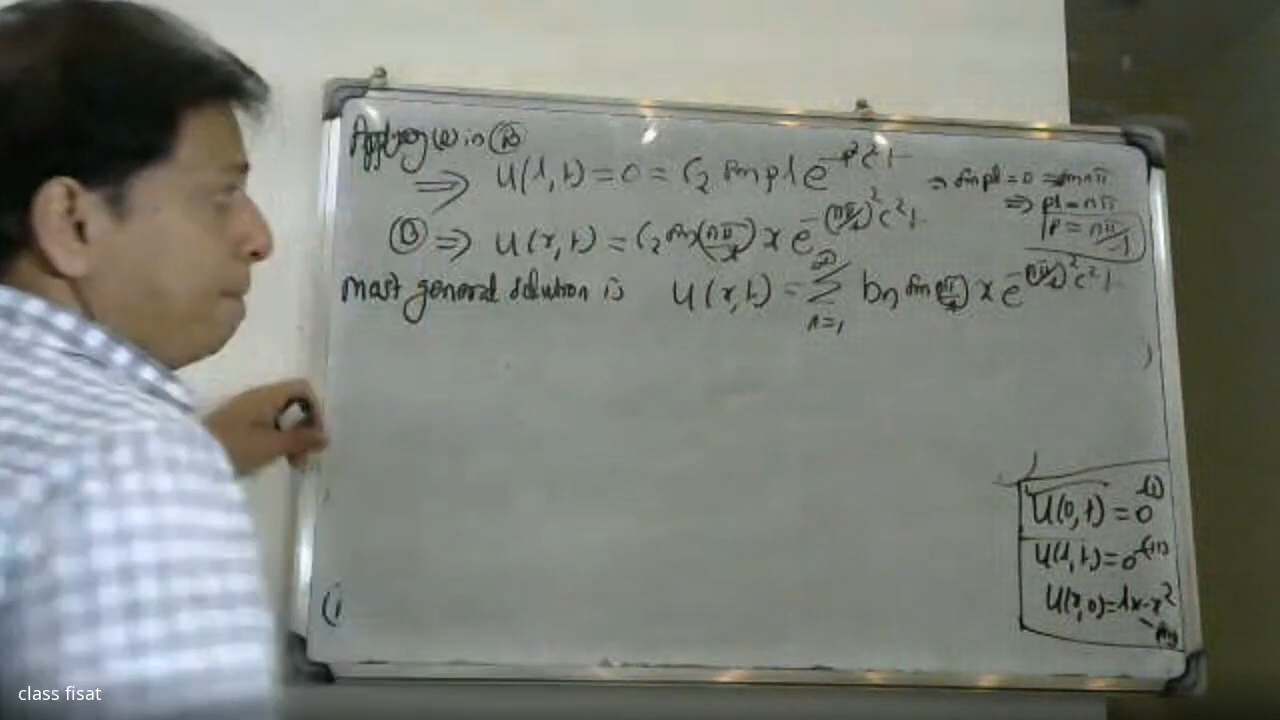 Applying (ii) in (B)
⇒ u(l,t) = 0 = C₂ sin pl e^{-p²c²t}
⇒ sin pl = 0 = sin nπ
⇒ pl = nπ
p = nπ/l
(B) ⇒ u(x,t) = C₂ sin(nπ/l) x e^{-(nπ/l)²c²t}
most general solution is u(x,t) = Σ_{n=1}^{∞} bn sin(nπ/l) x e^{-(nπ/l)²c²t}
u(0,t) = 0 -(i)
u(l,t) = 0 -(ii)
u(x,0) = lx-x²
class fisat